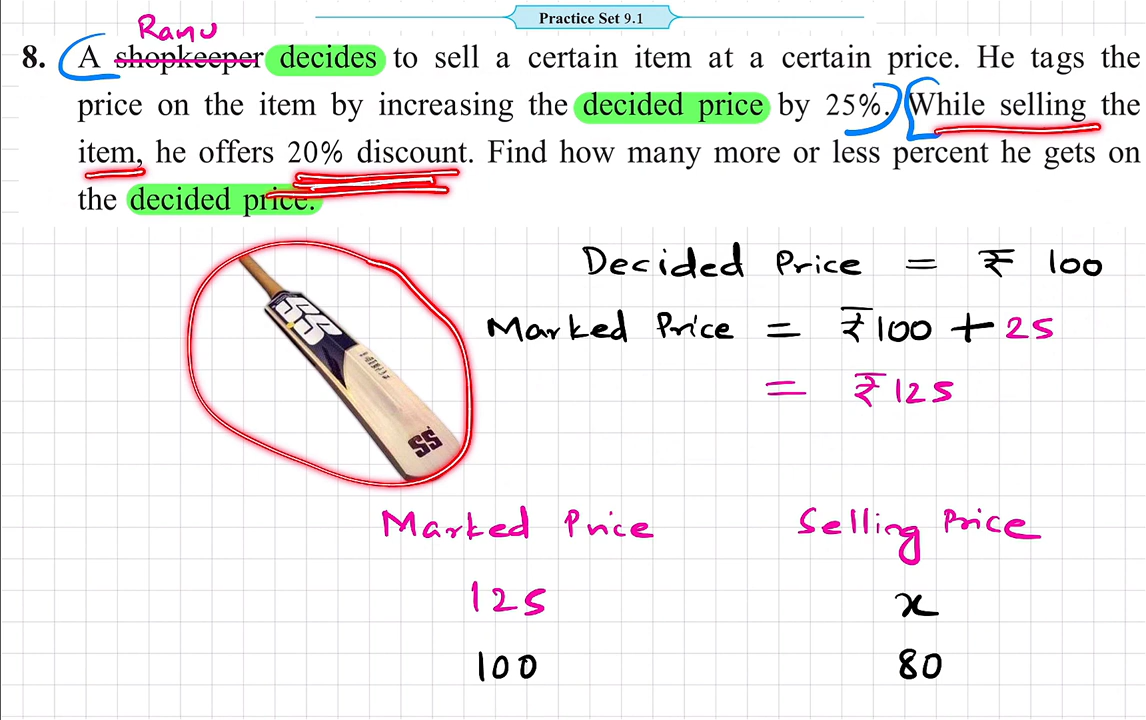 Practice Set 9.1
Ramu
8. A shopkeeper decides to sell a certain item at a certain price. He tags the
price on the item by increasing the decided price by 25%. While selling the
item, he offers 20% discount. Find how many more or less percent he gets on
the decided price.
Decided Price = ₹ 100
Marked Price = ₹100 + 25
= ₹125
SS
SS
Marked Price Selling Price
125 x
100 80